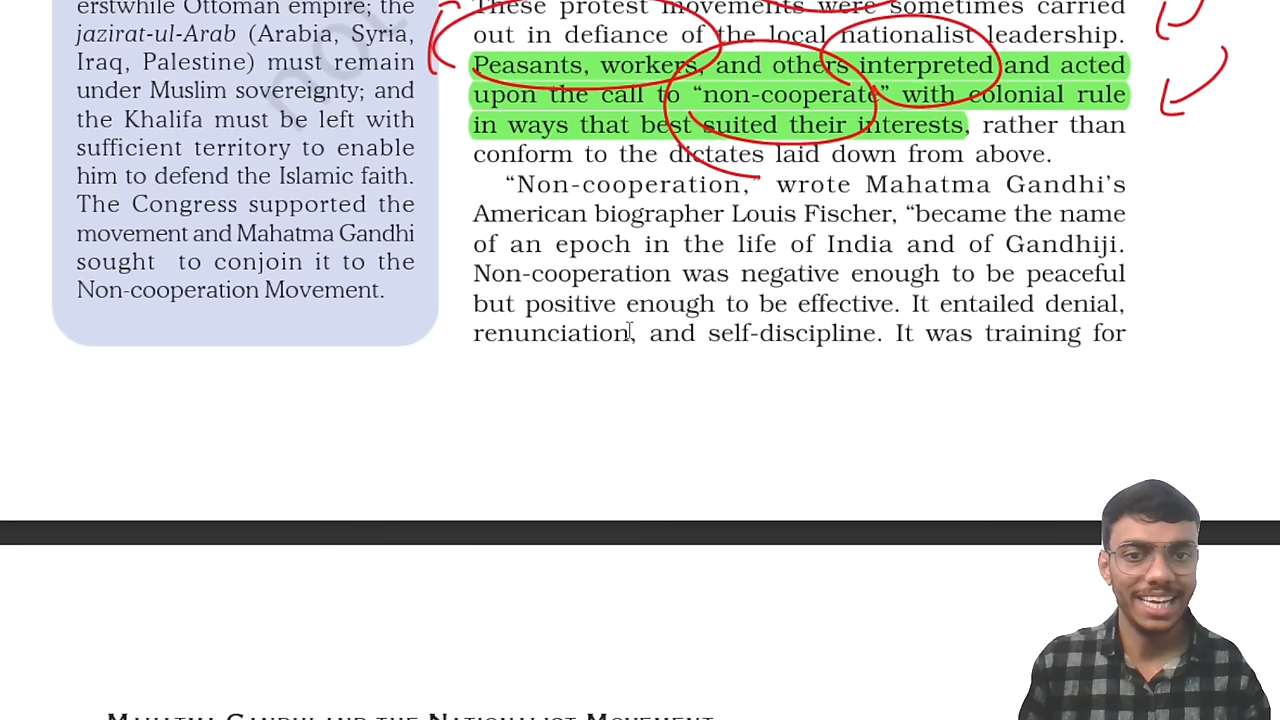 erstwhile Ottoman empire; the
jazirat-ul-Arab (Arabia, Syria,
Iraq, Palestine) must remain
under Muslim sovereignty; and
the Khalifa must be left with
sufficient territory to enable
him to defend the Islamic faith.
The Congress supported the
movement and Mahatma Gandhi
sought to conjoin it to the
Non-cooperation Movement.
These protest movements were sometimes carried
out in defiance of the local nationalist leadership.
Peasants, workers, and others interpreted and acted
upon the call to “non-cooperate” with colonial rule
in ways that best suited their interests, rather than
conform to the dictates laid down from above.
“Non-cooperation,” wrote Mahatma Gandhi’s
American biographer Louis Fischer, “became the name
of an epoch in the life of India and of Gandhiji.
Non-cooperation was negative enough to be peaceful
but positive enough to be effective. It entailed denial,
renunciation, and self-discipline. It was training for
MAHATMA GANDHI AND THE NATIONALIST MOVEMENT